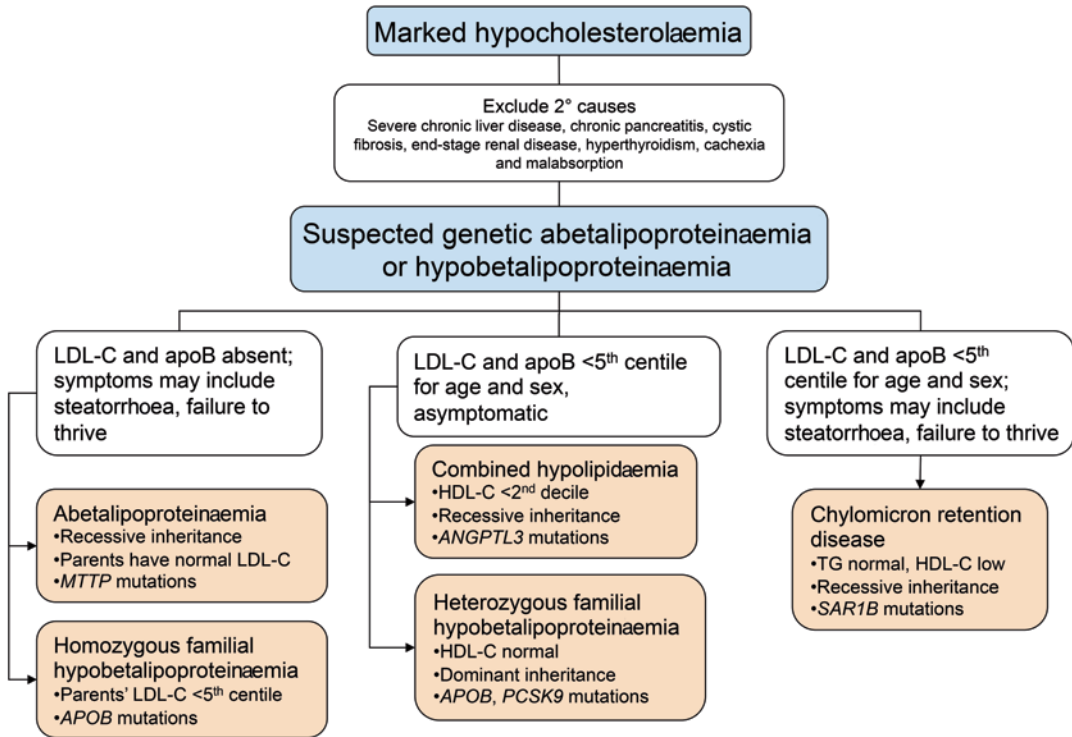 Marked hypocholesterolaemia
Exclude 2° causes
Severe chronic liver disease, chronic pancreatitis, cystic
fibrosis, end-stage renal disease, hyperthyroidism, cachexia
and malabsorption
Suspected genetic abetalipoproteinaemia
or hypobetalipoproteinaemia
LDL-C and apoB absent;
symptoms may include
steatorrhoea, failure to
thrive
Abetalipoproteinaemia
•Recessive inheritance
•Parents have normal LDL-C
•MTTP mutations
Homozygous familial
hypobetalipoproteinaemia
•Parents' LDL-C <5th centile
•APOB mutations
LDL-C and apoB <5th centile
for age and sex,
asymptomatic
Combined hypolipidaemia
•HDL-C <2nd decile
•Recessive inheritance
•ANGPTL3 mutations
Heterozygous familial
hypobetalipoproteinaemia
•HDL-C normal
•Dominant inheritance
•APOB, PCSK9 mutations
LDL-C and apoB <5th
centile for age and sex;
symptoms may include
steatorrhoea, failure to thrive
Chylomicron retention
disease
•TG normal, HDL-C low
•Recessive inheritance
•SAR1B mutations